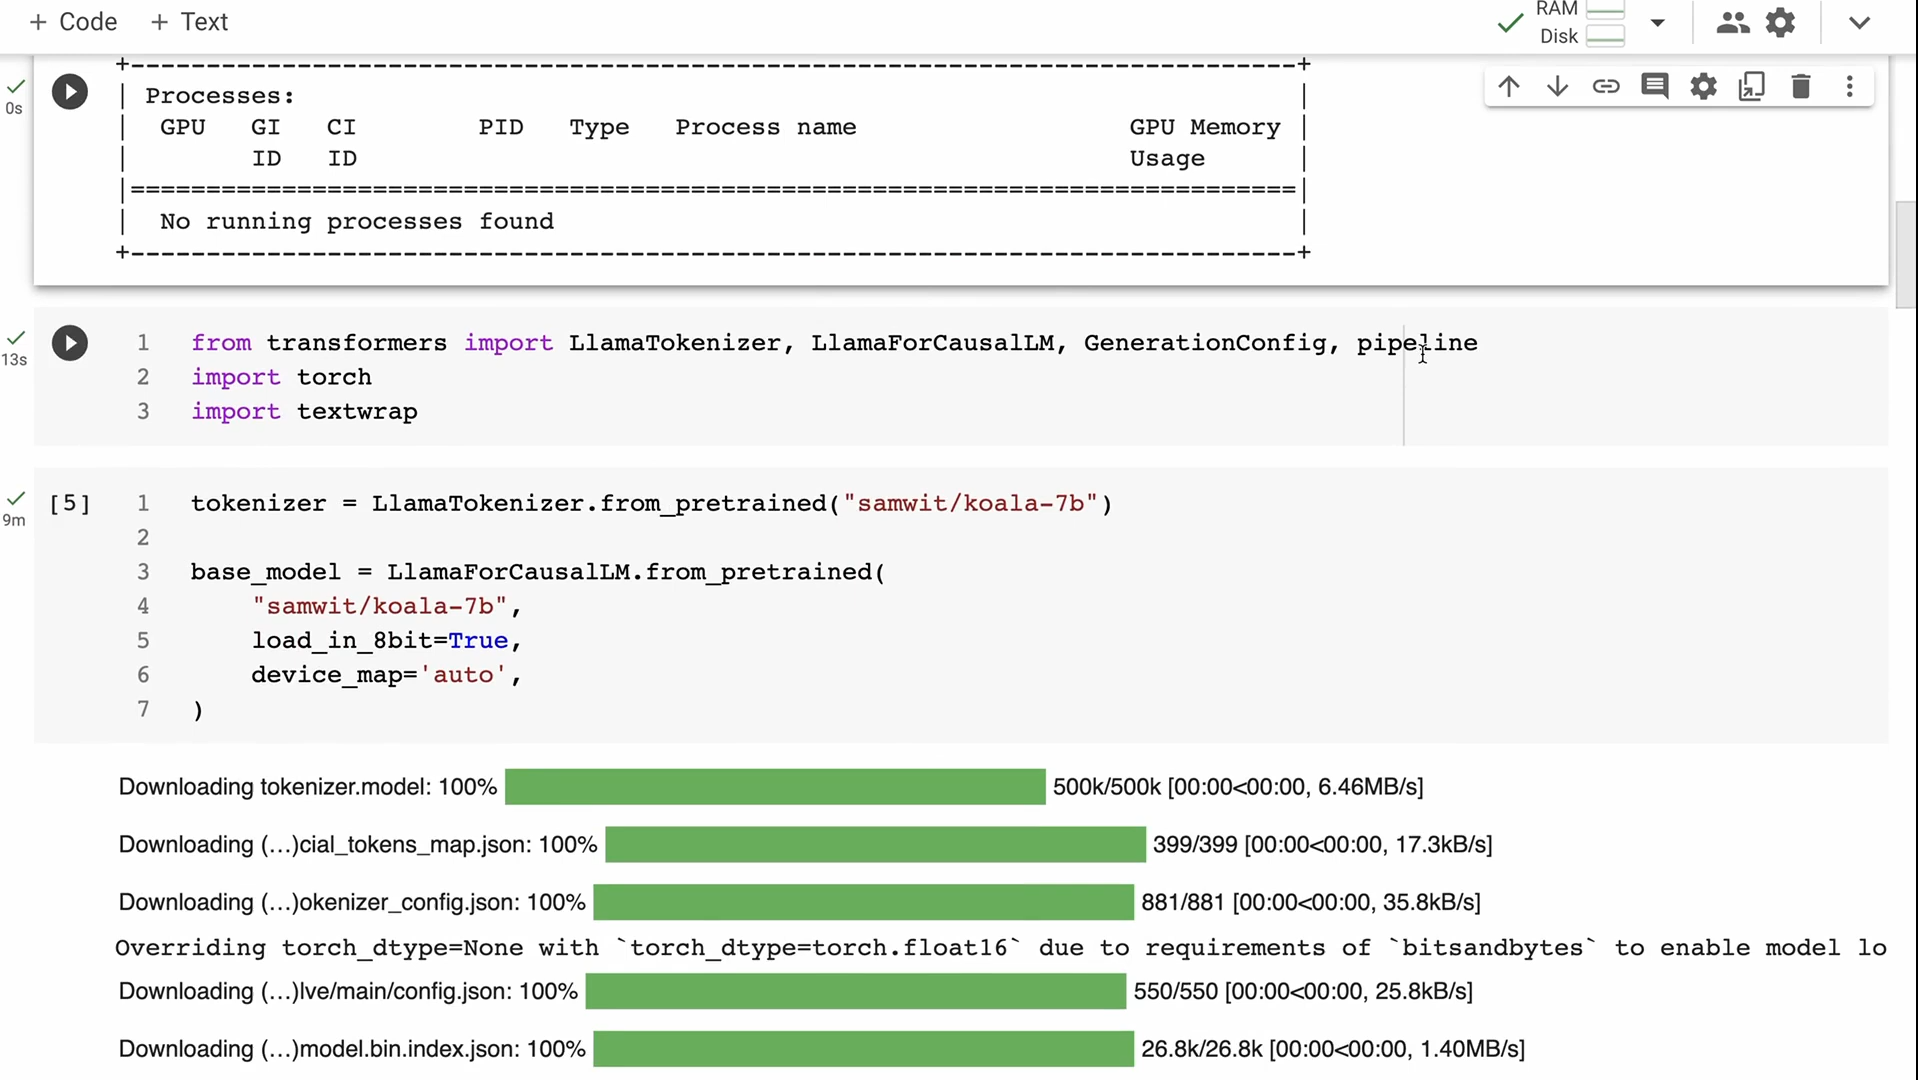 + Code + Text
RAM
Disk
+-----------------------------------------------------------------------------+
0s
| Processes: |
| GPU GI CI PID Type Process name GPU Memory |
| ID ID Usage |
|=============================================================================|
| No running processes found |
+-----------------------------------------------------------------------------+
13s
1 from transformers import LlamaTokenizer, LlamaForCausalLM, GenerationConfig, pipeline
2 import torch
3 import textwrap
9m
[5] 1 tokenizer = LlamaTokenizer.from_pretrained("samwit/koala-7b")
2
3 base_model = LlamaForCausalLM.from_pretrained(
4 "samwit/koala-7b",
5 load_in_8bit=True,
6 device_map='auto',
7 )
Downloading tokenizer.model: 100% 500k/500k [00:00<00:00, 6.46MB/s]
Downloading (…)cial_tokens_map.json: 100% 399/399 [00:00<00:00, 17.3kB/s]
Downloading (…)okenizer_config.json: 100% 881/881 [00:00<00:00, 35.8kB/s]
Overriding torch_dtype=None with `torch_dtype=torch.float16` due to requirements of `bitsandbytes` to enable model lo
Downloading (…)lve/main/config.json: 100% 550/550 [00:00<00:00, 25.8kB/s]
Downloading (…)model.bin.index.json: 100% 26.8k/26.8k [00:00<00:00, 1.40MB/s]